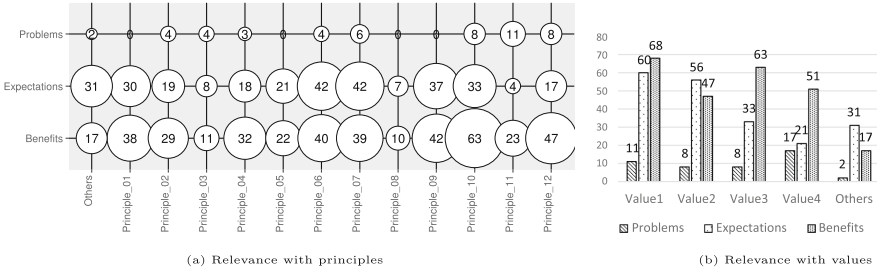 Problems 2 0 4 4 3 0 4 6 0 0 8 11 8
Expectations 31 30 19 8 18 21 42 42 7 37 33 4 17
Benefits 17 38 29 11 32 22 40 39 10 42 63 23 47
Others Principle_01 Principle_02 Principle_03 Principle_04 Principle_05 Principle_06 Principle_07 Principle_08 Principle_09 Principle_10 Principle_11 Principle_12
(a) Relevance with principles
80
70
60
50
40
30
20
10
0
11 60 68
8 56 47
8 33 63
17 21 51
2 31 17
Value1 Value2 Value3 Value4 Others
Problems Expectations Benefits
(b) Relevance with values